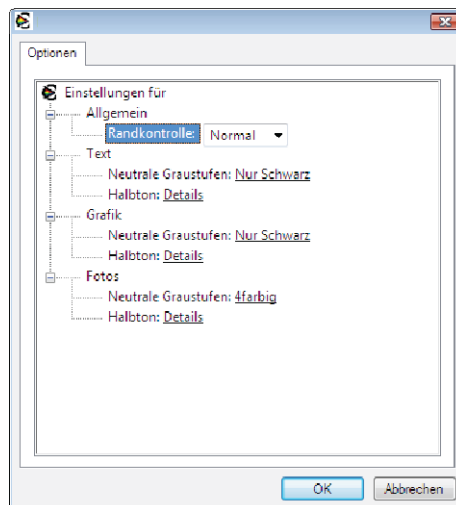 Optionen
Einstellungen für
Allgemein
Randkontrolle: Normal
Text
Neutrale Graustufen: Nur Schwarz
Halbton: Details
Grafik
Neutrale Graustufen: Nur Schwarz
Halbton: Details
Fotos
Neutrale Graustufen: 4farbig
Halbton: Details
OK Abbrechen